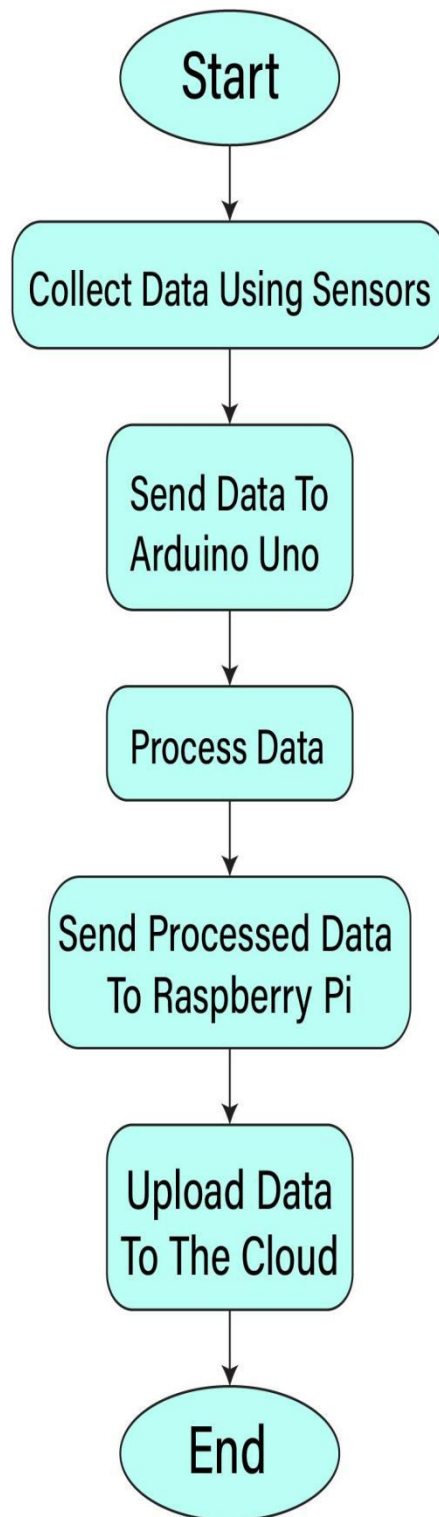 Start
Collect Data Using Sensors
Send Data To
Arduino Uno
Process Data
Send Processed Data
To Raspberry Pi
Upload Data
To The Cloud
End